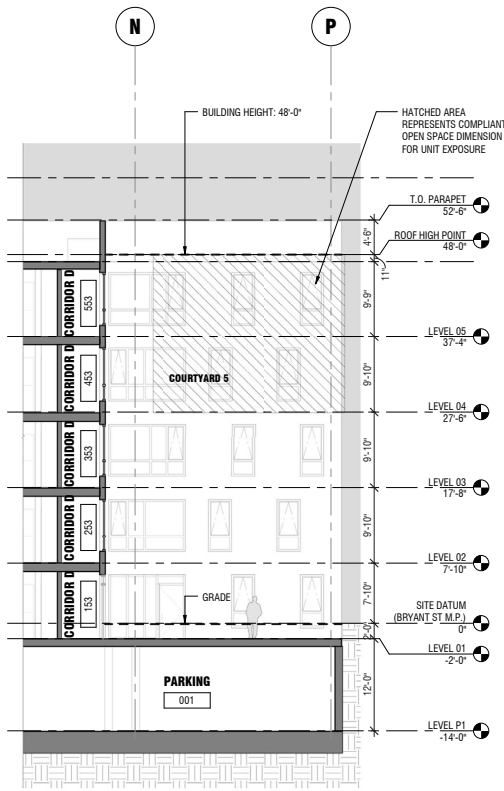 N
P
BUILDING HEIGHT: 48'-0"
HATCHED AREA
REPRESENTS COMPLIANT
OPEN SPACE DIMENSION
FOR UNIT EXPOSURE
T.O. PARAPET
52'-6"
4'-6"
ROOF HIGH POINT
48'-0"
11"
CORRIDOR D
553
9'-9"
LEVEL 05
37'-4"
CORRIDOR D
453
COURTYARD 5
9'-10"
LEVEL 04
27'-6"
CORRIDOR D
353
9'-10"
LEVEL 03
17'-8"
CORRIDOR D
253
9'-10"
LEVEL 02
7'-10"
CORRIDOR D
153
GRADE
7'-10"
SITE DATUM
(BRYANT ST M.P.)
0"
2'-0"
LEVEL 01
-2'-0"
PARKING
001
12'-0"
LEVEL P1
-14'-0"